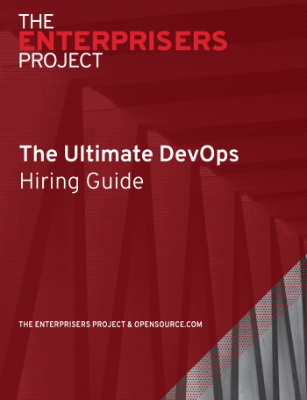 THE
ENTERPRISERS
PROJECT
The Ultimate DevOps
Hiring Guide
THE ENTERPRISERS PROJECT & OPENSOURCE.COM